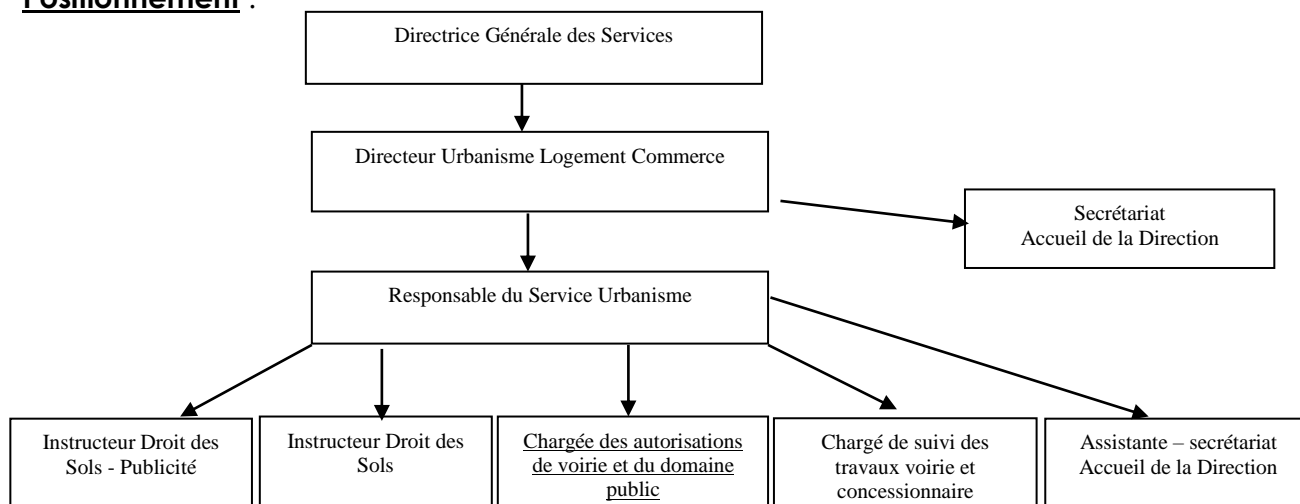 Positionnement :
Directrice Générale des Services
Directeur Urbanisme Logement Commerce
Secrétariat
Accueil de la Direction
Responsable du Service Urbanisme
Instructeur Droit des
Sols - Publicité
Instructeur Droit des
Sols
Chargée des autorisations
de voirie et du domaine
public
Chargé de suivi des
travaux voirie et
concessionnaire
Assistante – secrétariat
Accueil de la Direction